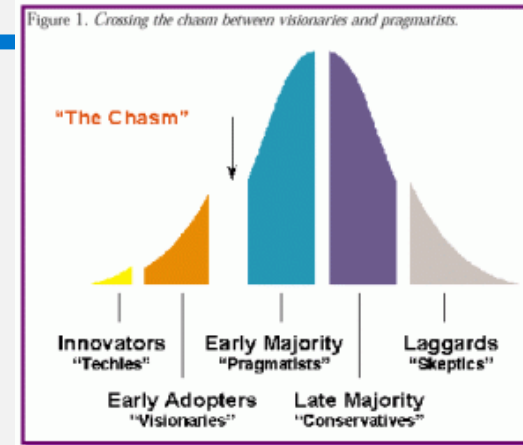 Figure 1. Crossing the chasm between visionaries and pragmatists.
"The Chasm"
Innovators
"Techies"
Early Majority
"Pragmatists"
Laggards
"Skeptics"
Early Adopters
"Visionaries"
Late Majority
"Conservatives"